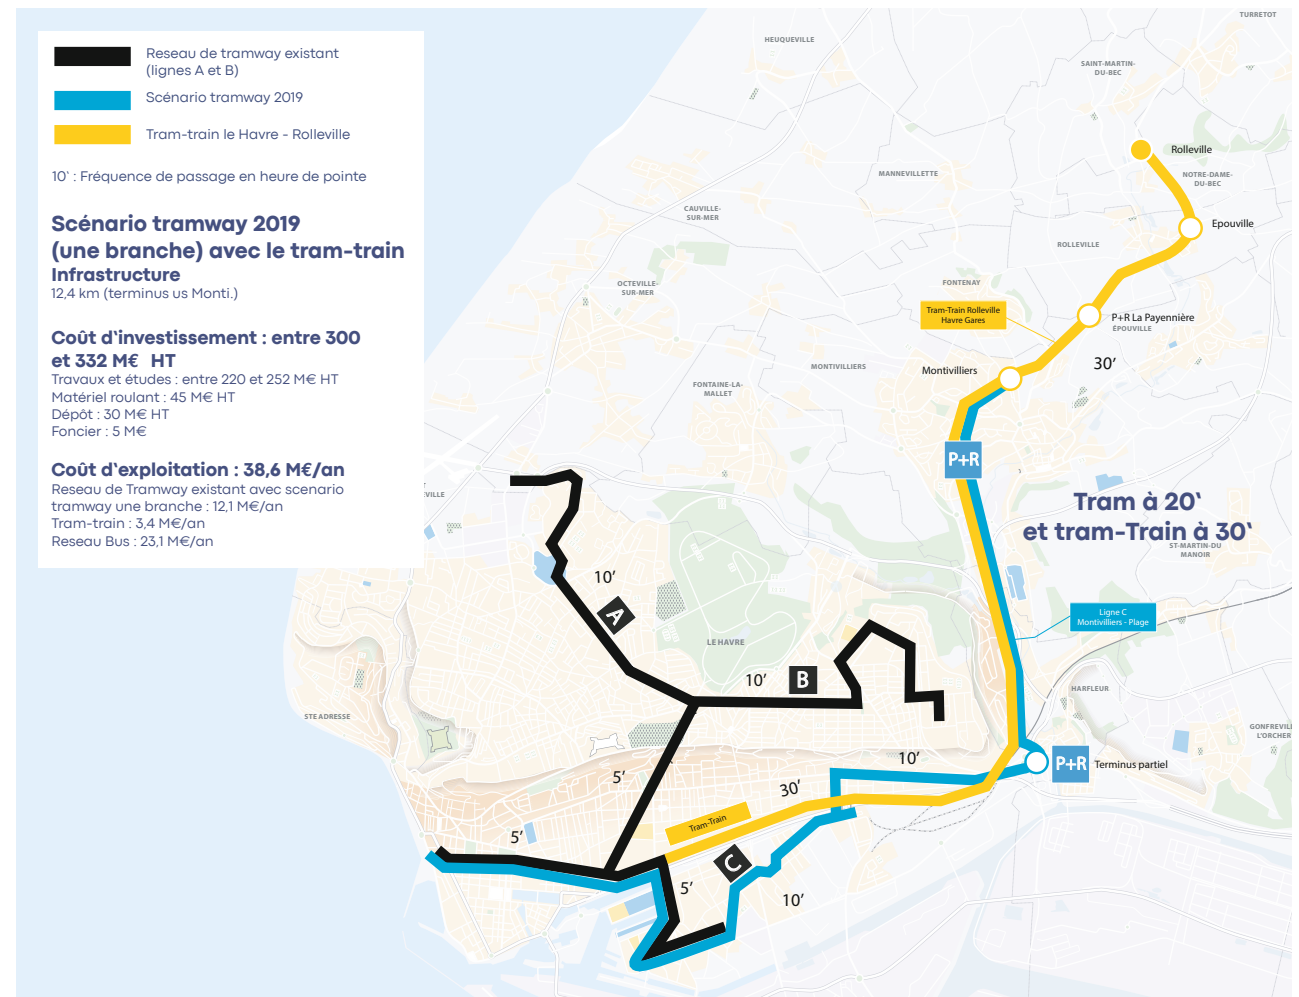 Reseau de tramway existant
(lignes A et B)
Scénario tramway 2019
Tram-train le Havre - Rolleville
10‘ : Fréquence de passage en heure de pointe
Scénario tramway 2019
(une branche) avec le tram-train
Infrastructure
12,4 km (terminus us Monti.)
Coût d‘investissement : entre 300
et 332 M€ HT
Travaux et études : entre 220 et 252 M€ HT
Matériel roulant : 45 M€ HT
Dépôt : 30 M€ HT
Foncier : 5 M€
Coût d‘exploitation : 38,6 M€/an
Reseau de Tramway existant avec scenario
tramway une branche : 12,1 M€/an
Tram-train : 3,4 M€/an
Reseau Bus : 23,1 M€/an
TURRETOT
HEUQUEVILLE
SAINT-MARTIN-
DU-BEC
Rolleville
MANNEVILLETTE
NOTRE-DAME-
DU-BEC
CAUVILLE-
SUR-MER
Epouville
ROLLEVILLE
OCTEVILLE-
SUR-MER
FONTENAY
Tram-Train Rolleville
Havre Gares
P+R La Payennière
ÉPOUVILLE
MONTIVILLIERS
Montivilliers
30’
FONTAINE-LA-
MALLET
P+R
EVILLE
Tram à 20‘
et tram-Train à 30‘
ST-MARTIN-DU
MANOIR
10’
A
Ligne C
Montivilliers - Plage
LE HAVRE
10’
B
HARFLEUR
STE ADRESSE
GONFREVIL
L'ORCHER
10’
P+R
Terminus partiel
5’
30’
Tram-Train
5’
C
5’
10’